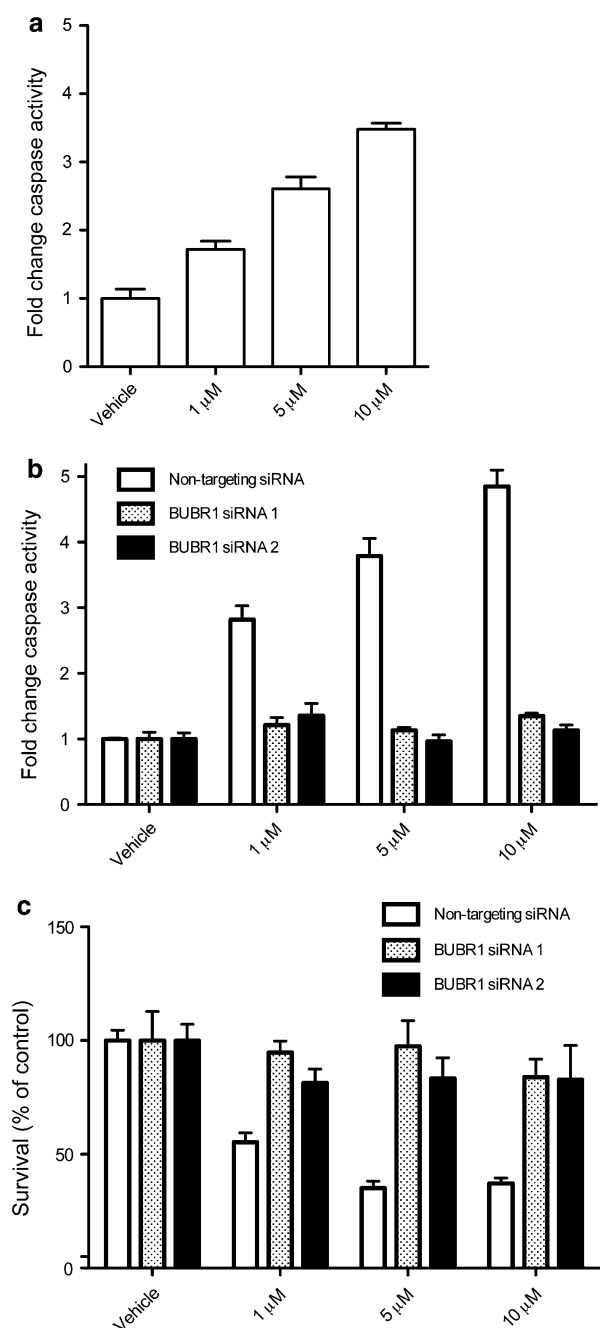 a
Fold change caspase activity
5
4
3
2
1
0
Vehicle
1 μM
5 μM
10 μM
b
Fold change caspase activity
5
4
3
2
1
0
Non-targeting siRNA
BUBR1 siRNA 1
BUBR1 siRNA 2
Vehicle
1 μM
5 μM
10 μM
c
Survival (% of control)
150
100
50
0
Non-targeting siRNA
BUBR1 siRNA 1
BUBR1 siRNA 2
Vehicle
1 μM
5 μM
10 μM